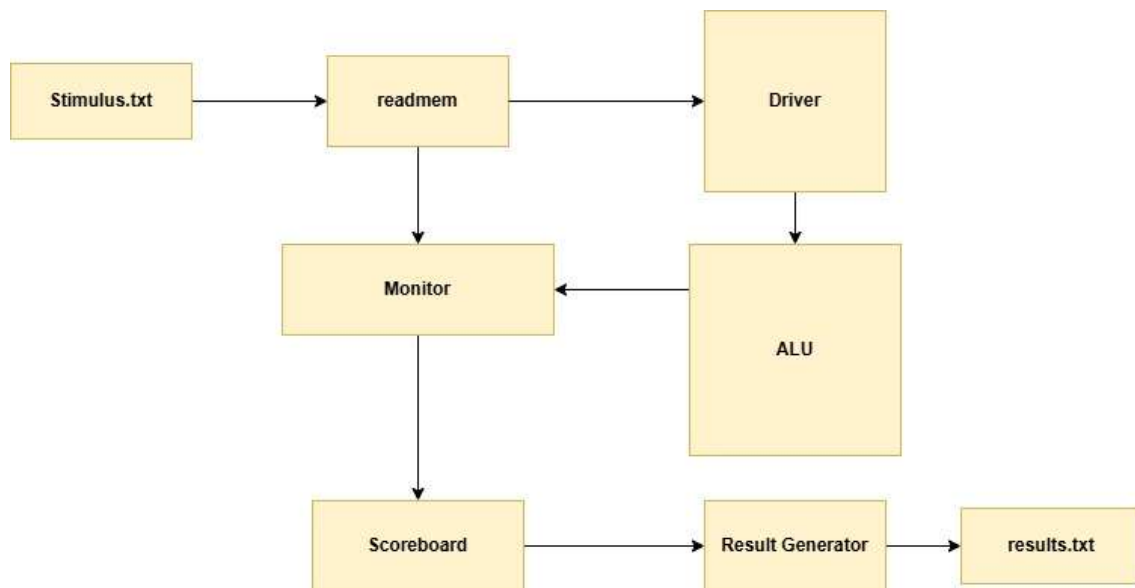 Stimulus.txt
readmem
Driver
Monitor
ALU
Scoreboard
Result Generator
results.txt